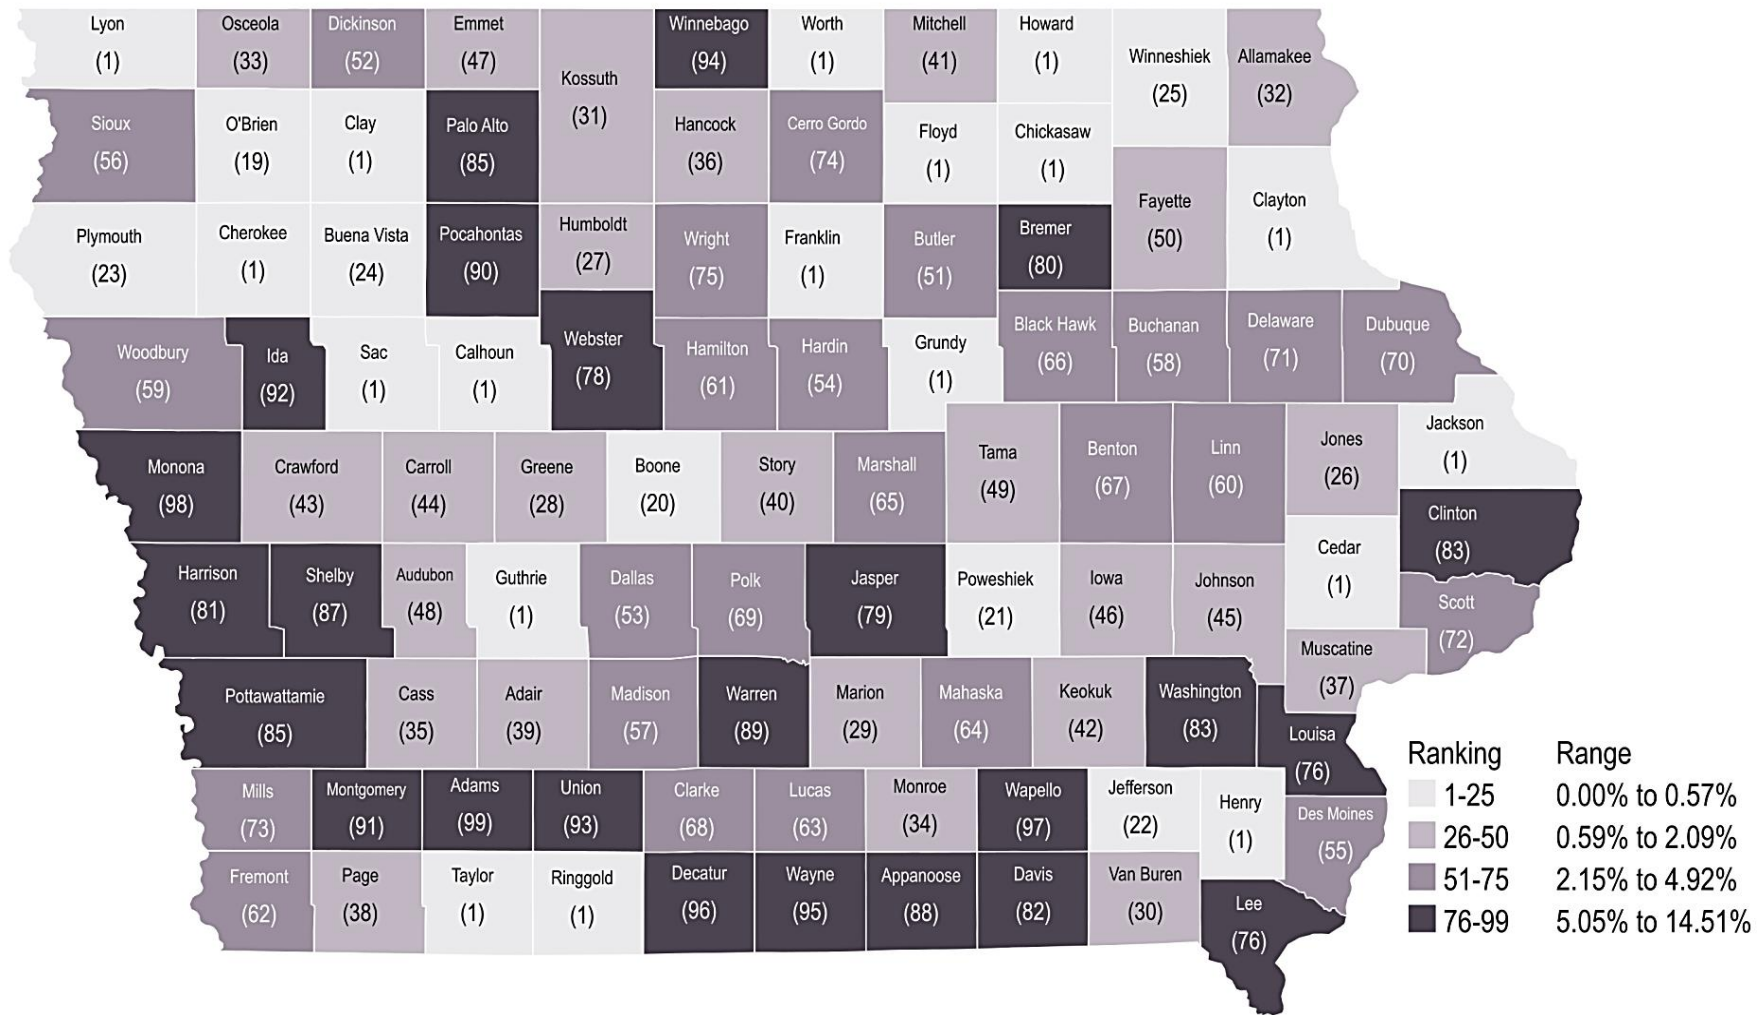 Lyon
(1)
Osceola
(33)
Dickinson
(52)
Emmet
(47)
Kossuth
(31)
Winnebago
(94)
Worth
(1)
Mitchell
(41)
Howard
(1)
Winneshiek
(25)
Allamakee
(32)
Sioux
(56)
O'Brien
(19)
Clay
(1)
Palo Alto
(85)
Hancock
(36)
Cerro Gordo
(74)
Floyd
(1)
Chickasaw
(1)
Fayette
(50)
Clayton
(1)
Plymouth
(23)
Cherokee
(1)
Buena Vista
(24)
Pocahontas
(90)
Humboldt
(27)
Wright
(75)
Franklin
(1)
Butler
(51)
Bremer
(80)
Woodbury
(59)
Ida
(92)
Sac
(1)
Calhoun
(1)
Webster
(78)
Hamilton
(61)
Hardin
(54)
Grundy
(1)
Black Hawk
(66)
Buchanan
(58)
Delaware
(71)
Dubuque
(70)
Monona
(98)
Crawford
(43)
Carroll
(44)
Greene
(28)
Boone
(20)
Story
(40)
Marshall
(65)
Tama
(49)
Benton
(67)
Linn
(60)
Jones
(26)
Jackson
(1)
Clinton
(83)
Harrison
(81)
Shelby
(87)
Audubon
(48)
Guthrie
(1)
Dallas
(53)
Polk
(69)
Jasper
(79)
Poweshiek
(21)
Iowa
(46)
Johnson
(45)
Cedar
(1)
Scott
(72)
Muscatine
(37)
Pottawattamie
(85)
Cass
(35)
Adair
(39)
Madison
(57)
Warren
(89)
Marion
(29)
Mahaska
(64)
Keokuk
(42)
Washington
(83)
Louisa
(76)
Mills
(73)
Montgomery
(91)
Adams
(99)
Union
(93)
Clarke
(68)
Lucas
(63)
Monroe
(34)
Wapello
(97)
Jefferson
(22)
Henry
(1)
Des Moines
(55)
Fremont
(62)
Page
(38)
Taylor
(1)
Ringgold
(1)
Decatur
(96)
Wayne
(95)
Appanoose
(88)
Davis
(82)
Van Buren
(30)
Lee
(76)
Ranking Range
1-25 0.00% to 0.57%
26-50 0.59% to 2.09%
51-75 2.15% to 4.92%
76-99 5.05% to 14.51%